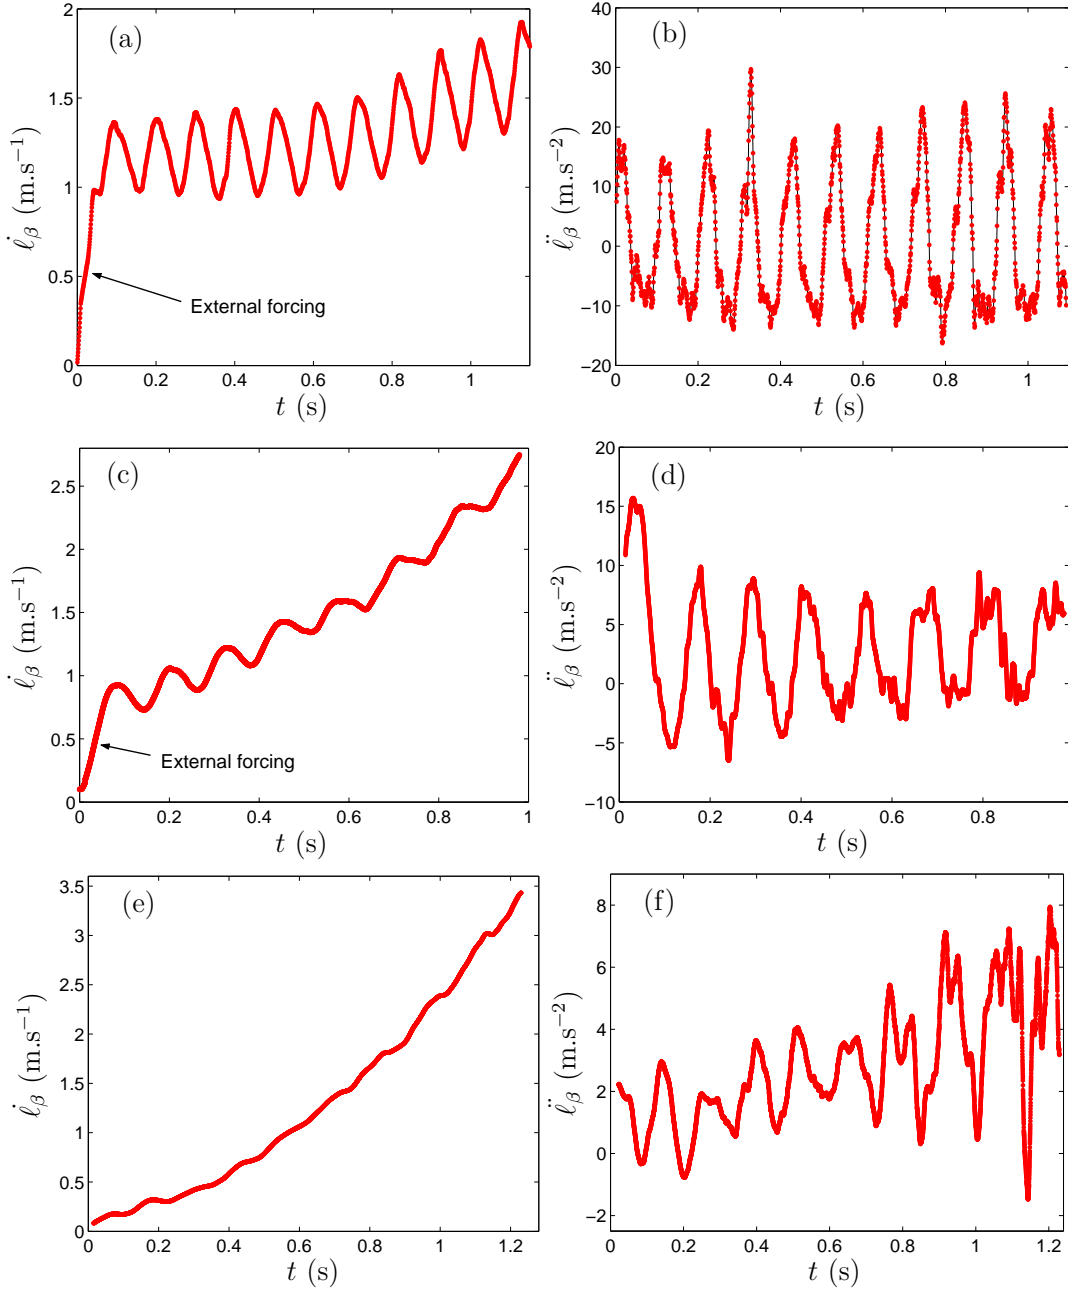 (a)
2
1.5
1
0.5
0
ℓ̇β (m.s−1)
External forcing
0 0.2 0.4 0.6 0.8 1
t (s)
(b)
40
30
20
10
0
−10
−20
ℓ̈β (m.s−2)
0 0.2 0.4 0.6 0.8 1
t (s)
(c)
2.5
2
1.5
1
0.5
0
ℓ̇β (m.s−1)
External forcing
0 0.2 0.4 0.6 0.8 1
t (s)
(d)
20
15
10
5
0
−5
−10
ℓ̈β (m.s−2)
0 0.2 0.4 0.6 0.8
t (s)
(e)
3.5
3
2.5
2
1.5
1
0.5
0
ℓ̇β (m.s−1)
0 0.2 0.4 0.6 0.8 1 1.2
t (s)
(f)
8
6
4
2
0
−2
ℓ̈β (m.s−2)
0 0.2 0.4 0.6 0.8 1 1.2
t (s)